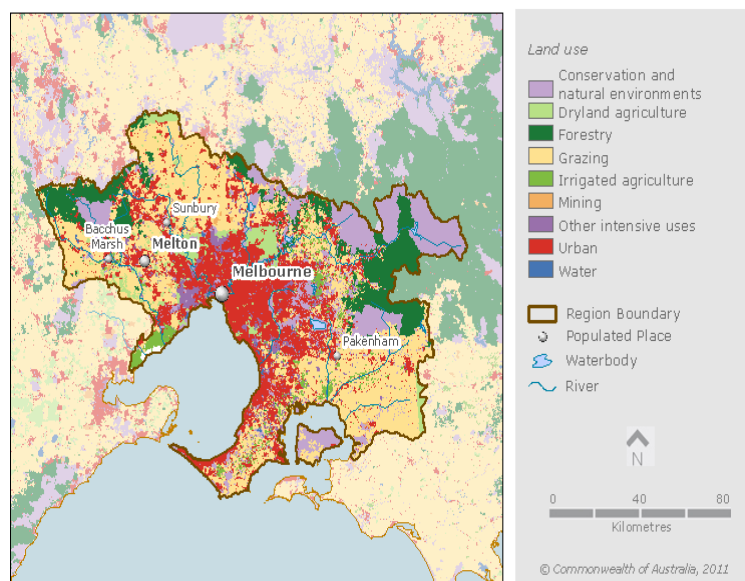 Sunbury
Bacchus
Marsh
Melton
Melbourne
Pakenham
Land use
Conservation and
natural environments
Dryland agriculture
Forestry
Grazing
Irrigated agriculture
Mining
Other intensive uses
Urban
Water
Region Boundary
Populated Place
Waterbody
River
N
0 40 80
Kilometres
© Commonwealth of Australia, 2011